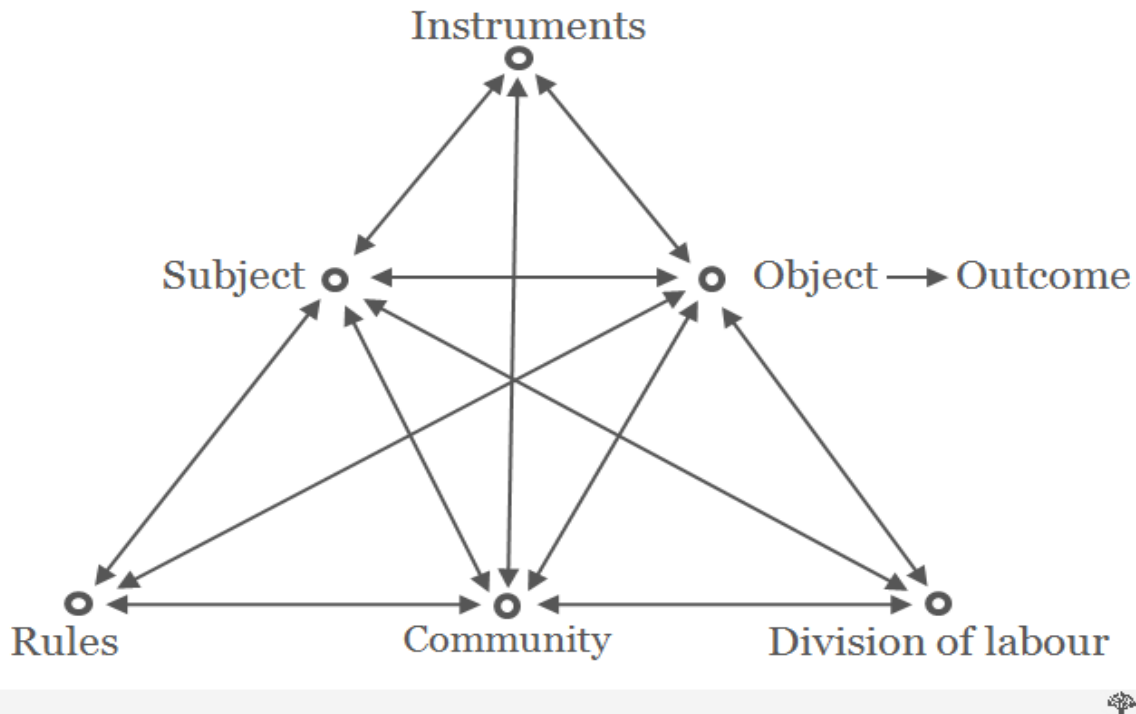 Instruments
Subject
Object
Outcome
Rules
Community
Division of labour